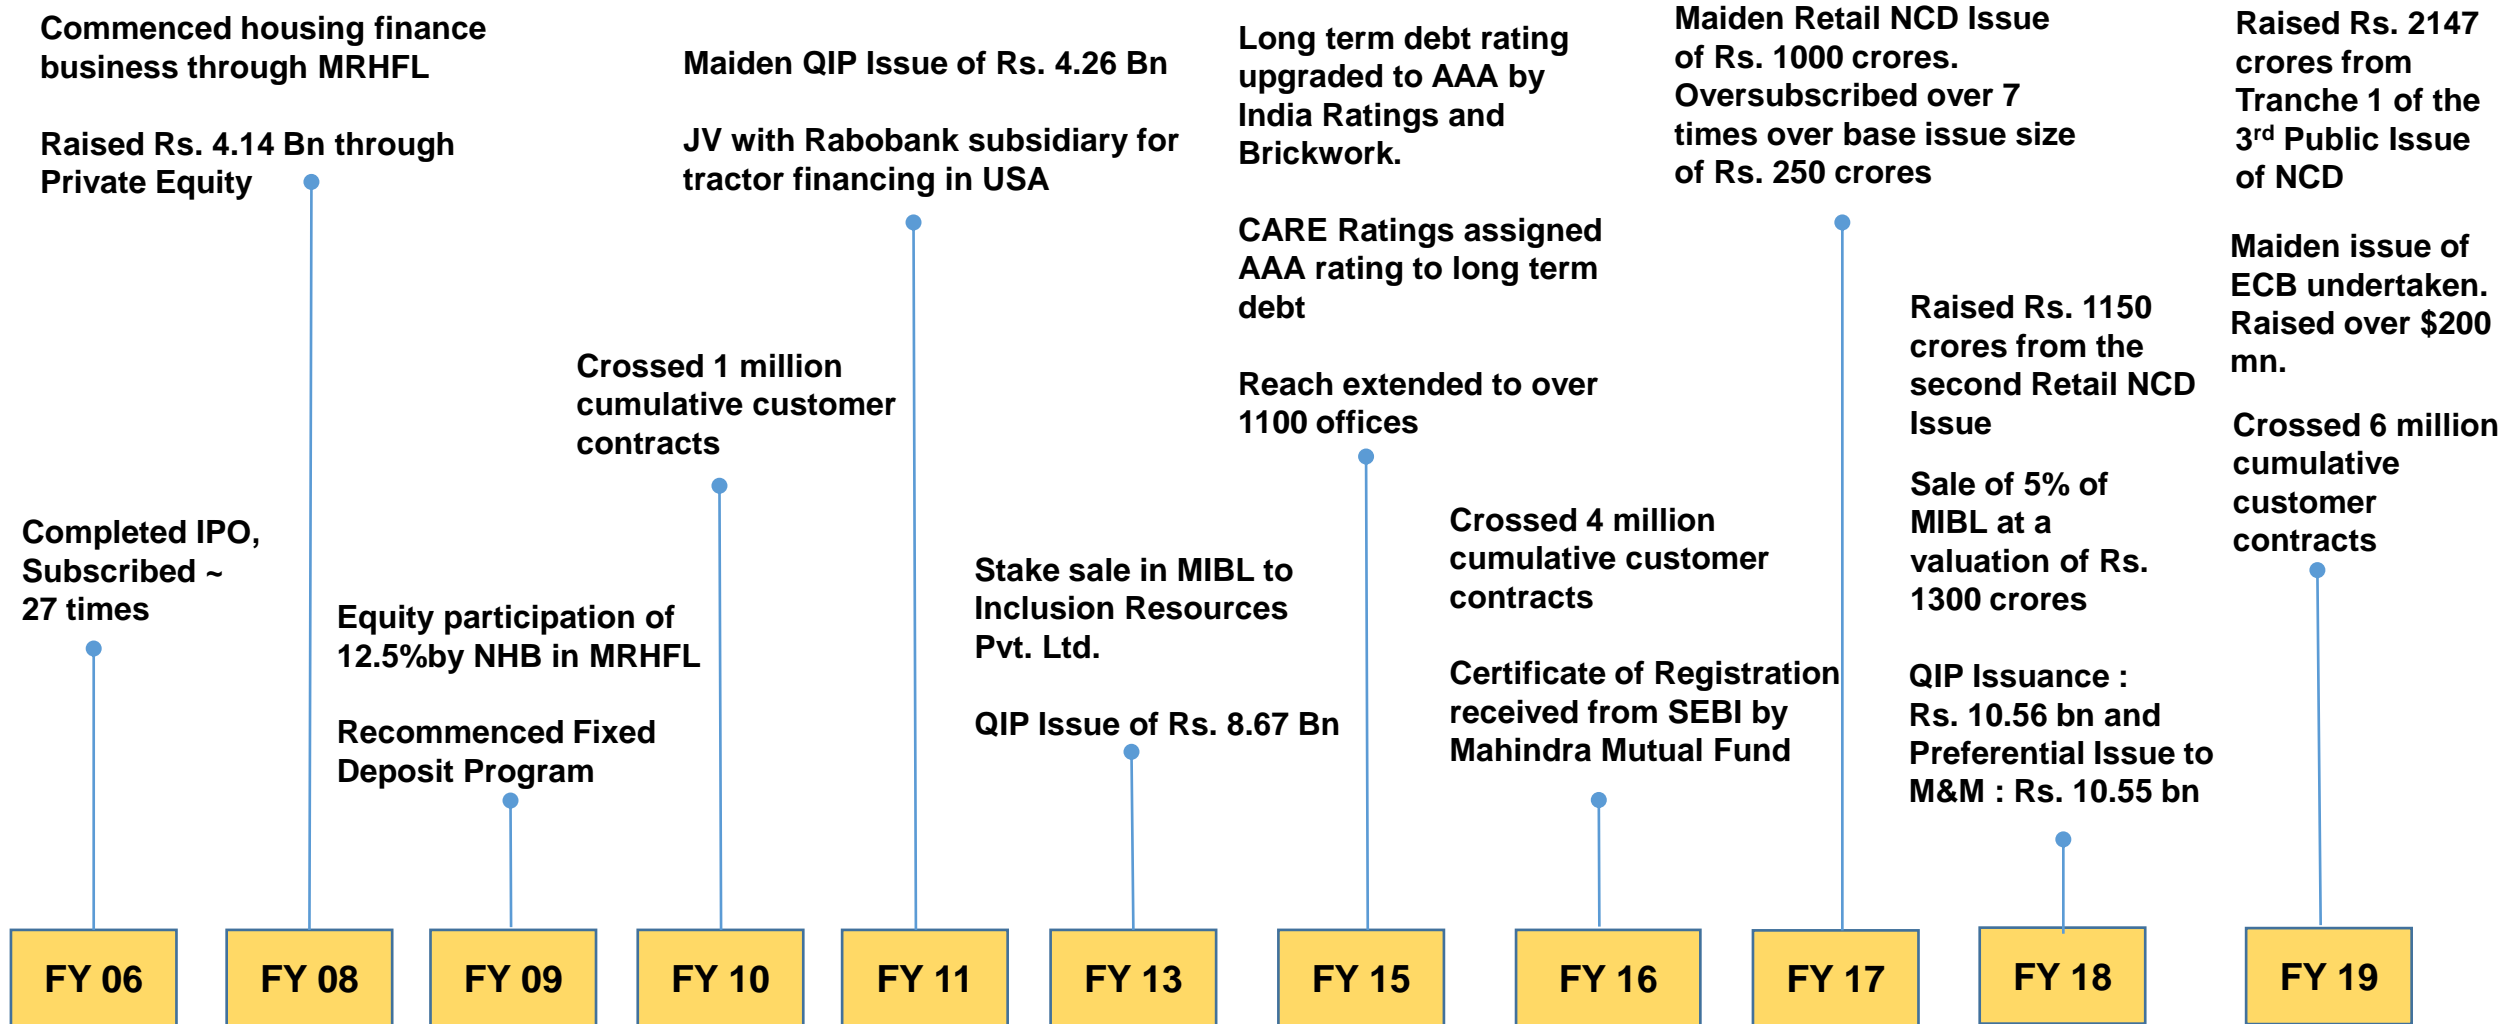 Commenced housing finance
business through MRHFL
Raised Rs. 4.14 Bn through
Private Equity
Maiden QIP Issue of Rs. 4.26 Bn
JV with Rabobank subsidiary for
tractor financing in USA
Long term debt rating
upgraded to AAA by
India Ratings and
Brickwork.
CARE Ratings assigned
AAA rating to long term
debt
Reach extended to over
1100 offices
Maiden Retail NCD Issue
of Rs. 1000 crores.
Oversubscribed over 7
times over base issue size
of Rs. 250 crores
Raised Rs. 2147
crores from
Tranche 1 of the
3rd Public Issue
of NCD
Maiden issue of
ECB undertaken.
Raised over $200
mn.
Crossed 6 million
cumulative
customer
contracts
Raised Rs. 1150
crores from the
second Retail NCD
Issue
Sale of 5% of
MIBL at a
valuation of Rs.
1300 crores
QIP Issuance :
Rs. 10.56 bn and
Preferential Issue to
M&M : Rs. 10.55 bn
Crossed 1 million
cumulative customer
contracts
Completed IPO,
Subscribed ~
27 times
Equity participation of
12.5%by NHB in MRHFL
Recommenced Fixed
Deposit Program
Stake sale in MIBL to
Inclusion Resources
Pvt. Ltd.
QIP Issue of Rs. 8.67 Bn
Crossed 4 million
cumulative customer
contracts
Certificate of Registration
received from SEBI by
Mahindra Mutual Fund
FY 06
FY 08
FY 09
FY 10
FY 11
FY 13
FY 15
FY 16
FY 17
FY 18
FY 19